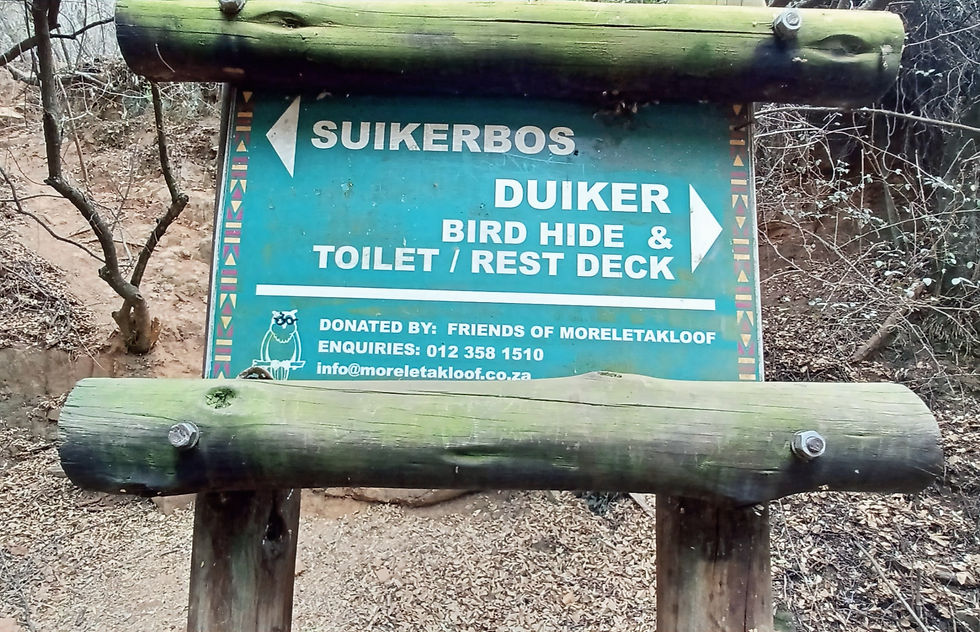 SUIKERBOS
DUIKER
BIRD HIDE &
TOILET / REST DECK
DONATED BY: FRIENDS OF MORELETAKLOOF
ENQUIRIES: 012 358 1510
info@moreletakloof.co.za